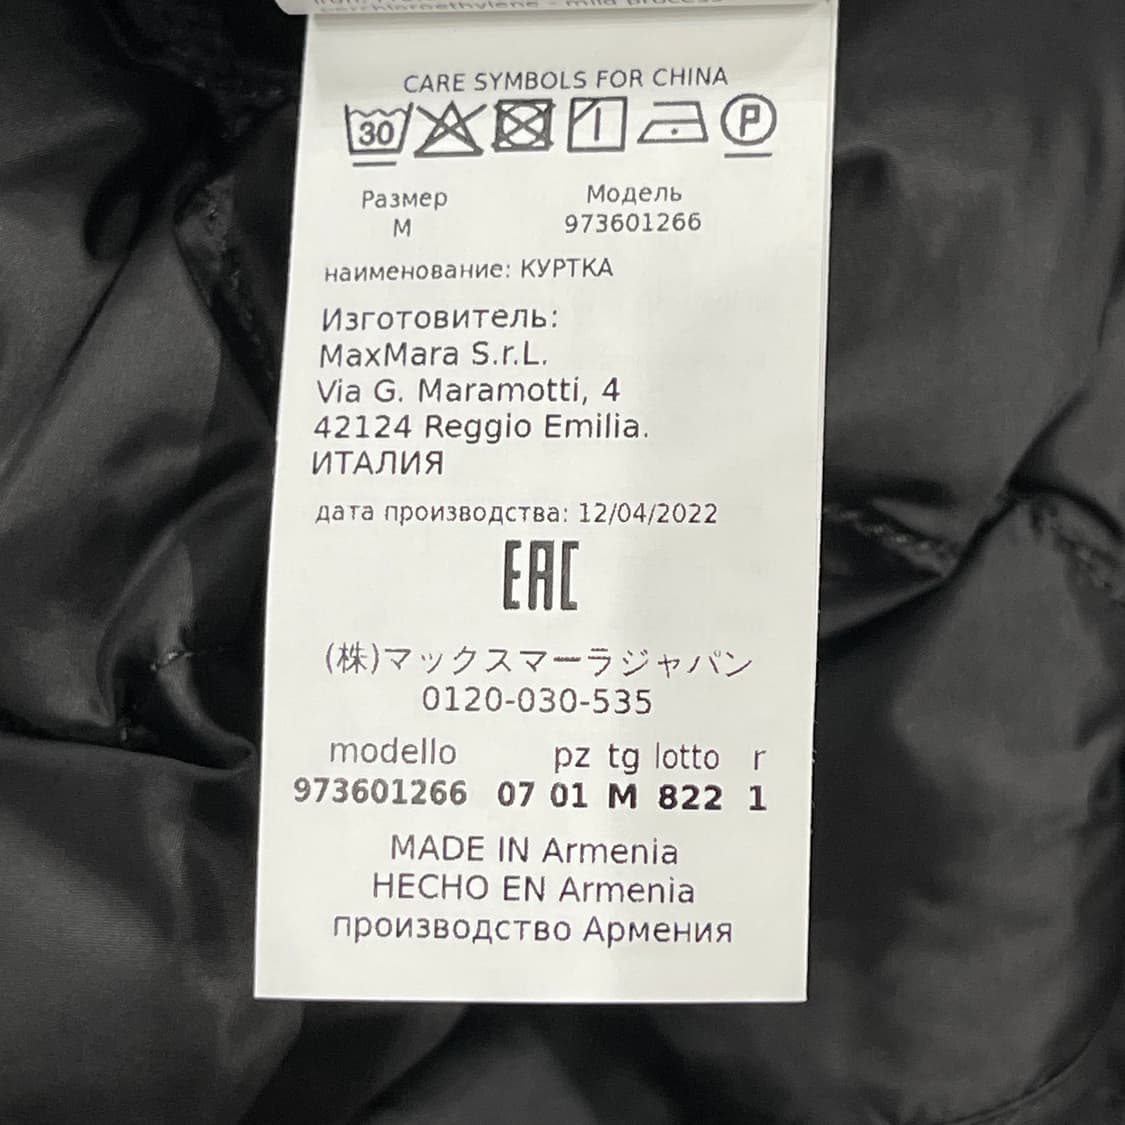 perchloroethylene - mild process
CARE SYMBOLS FOR CHINA
30 P
Размер Модель
M 973601266
наименование: КУРТКА
Изготовитель:
MaxMara S.r.L.
Via G. Maramotti, 4
42124 Reggio Emilia.
ИТАЛИЯ
дата производства: 12/04/2022
EAC
(株)マックスマーラジャパン
0120-030-535
modello pz tg lotto r
973601266 07 01 M 822 1
MADE IN Armenia
HECHO EN Armenia
производство Армения